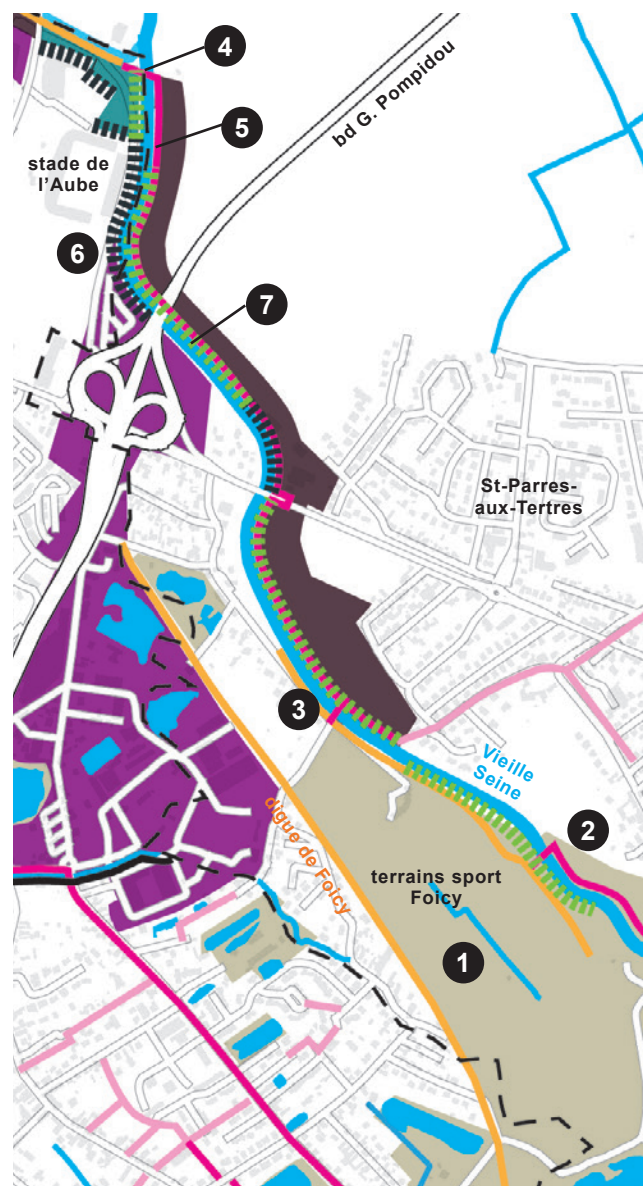 4
5
bd G. Pompidou
stade de
l'Aube
6
7
St-Parres-
aux-Tertres
3
Vieille
Seine
2
digue de Foicy
terrains sport
Foicy
1